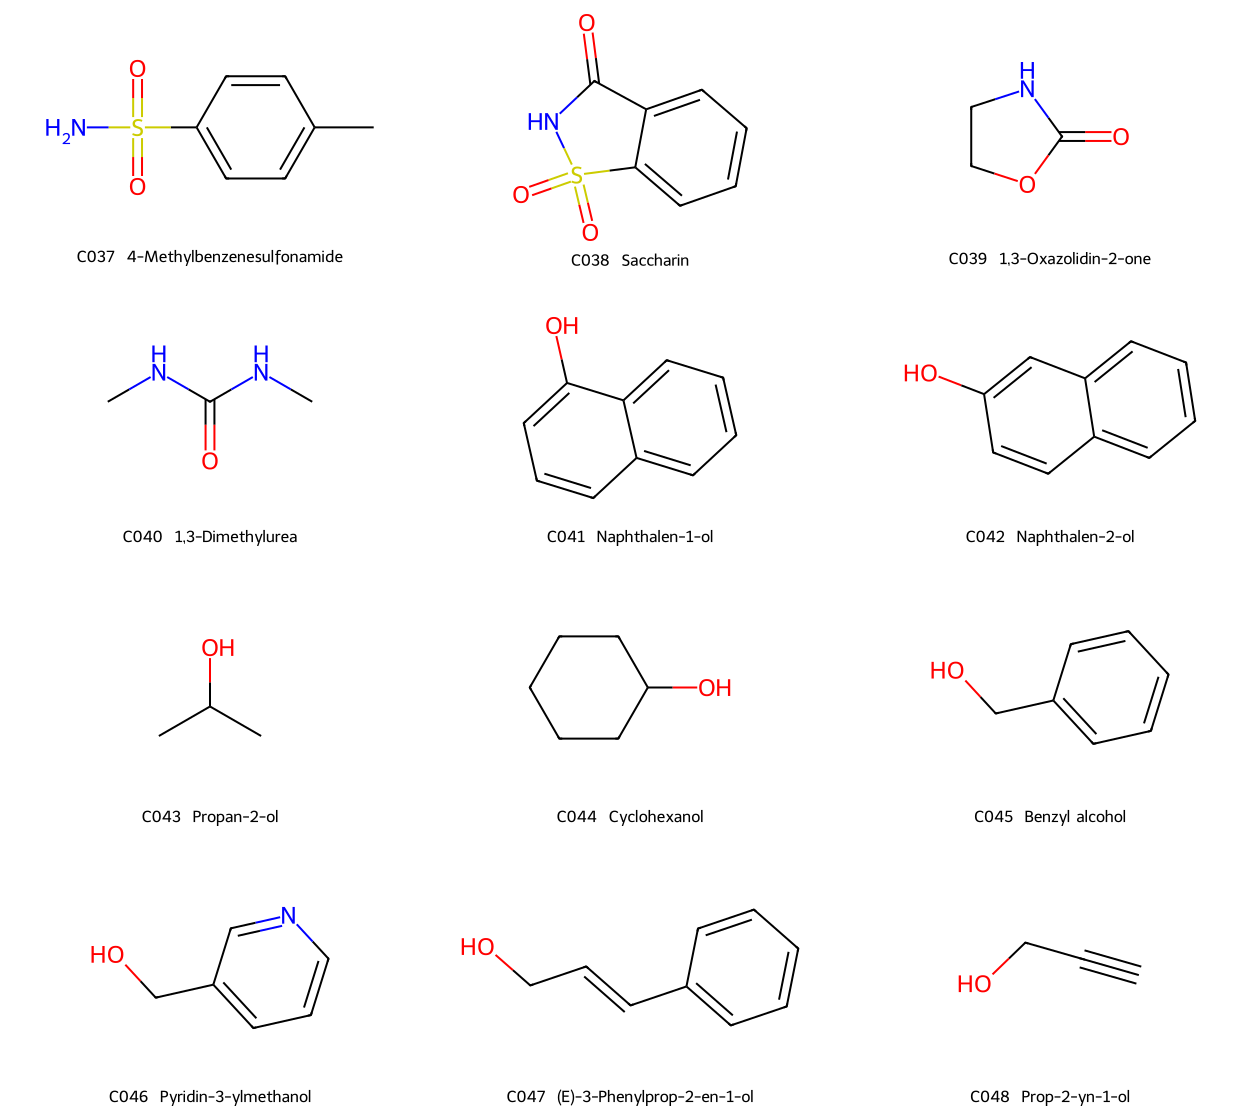 O
O
O
H
N
H₂N
S
HN
O
S
O
O
O
O
C037 4-Methylbenzenesulfonamide
C038 Saccharin
C039 1,3-Oxazolidin-2-one
H
N
H
N
O
OH
HO
C040 1,3-Dimethylurea
C041 Naphthalen-1-ol
C042 Naphthalen-2-ol
OH
OH
HO
C043 Propan-2-ol
C044 Cyclohexanol
C045 Benzyl alcohol
HO
N
HO
HO
C046 Pyridin-3-ylmethanol
C047 (E)-3-Phenylprop-2-en-1-ol
C048 Prop-2-yn-1-ol